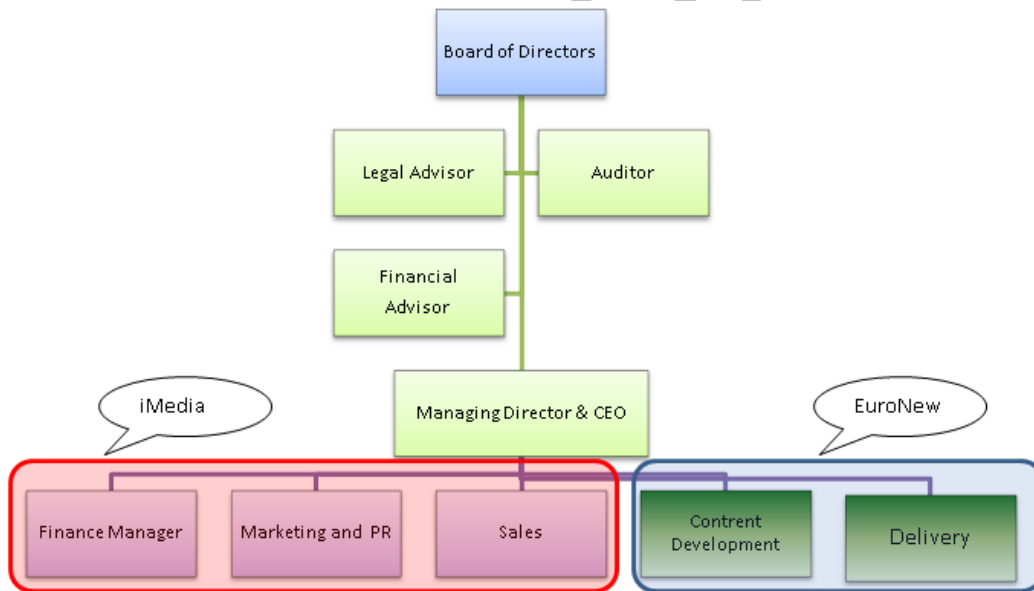 Board of Directors
Legal Advisor
Auditor
Financial
Advisor
iMedia
Managing Director & CEO
EuroNew
Finance Manager
Marketing and PR
Sales
Contrent
Development
Delivery